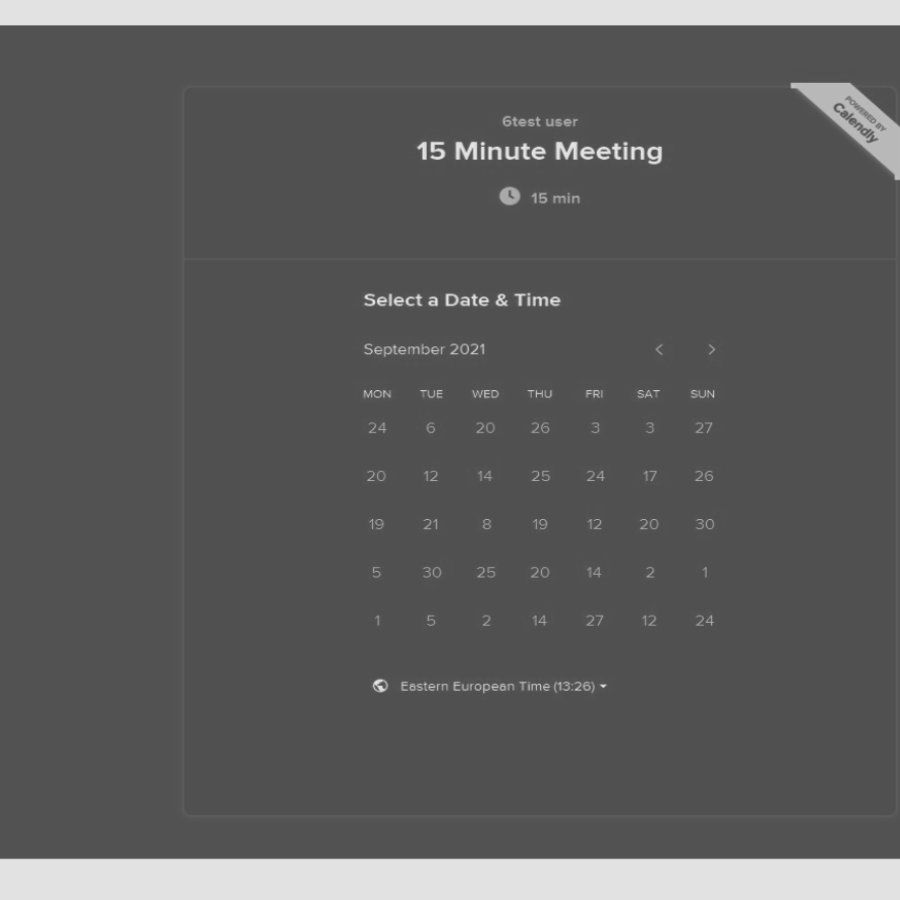 POWERED BY
Calendly
6test user
15 Minute Meeting
15 min
Select a Date & Time
September 2021
MON TUE WED THU FRI SAT SUN
24 6 20 26 3 3 27
20 12 14 25 24 17 26
19 21 8 19 12 20 30
5 30 25 20 14 2 1
1 5 2 14 27 12 24
Eastern European Time (13:26)